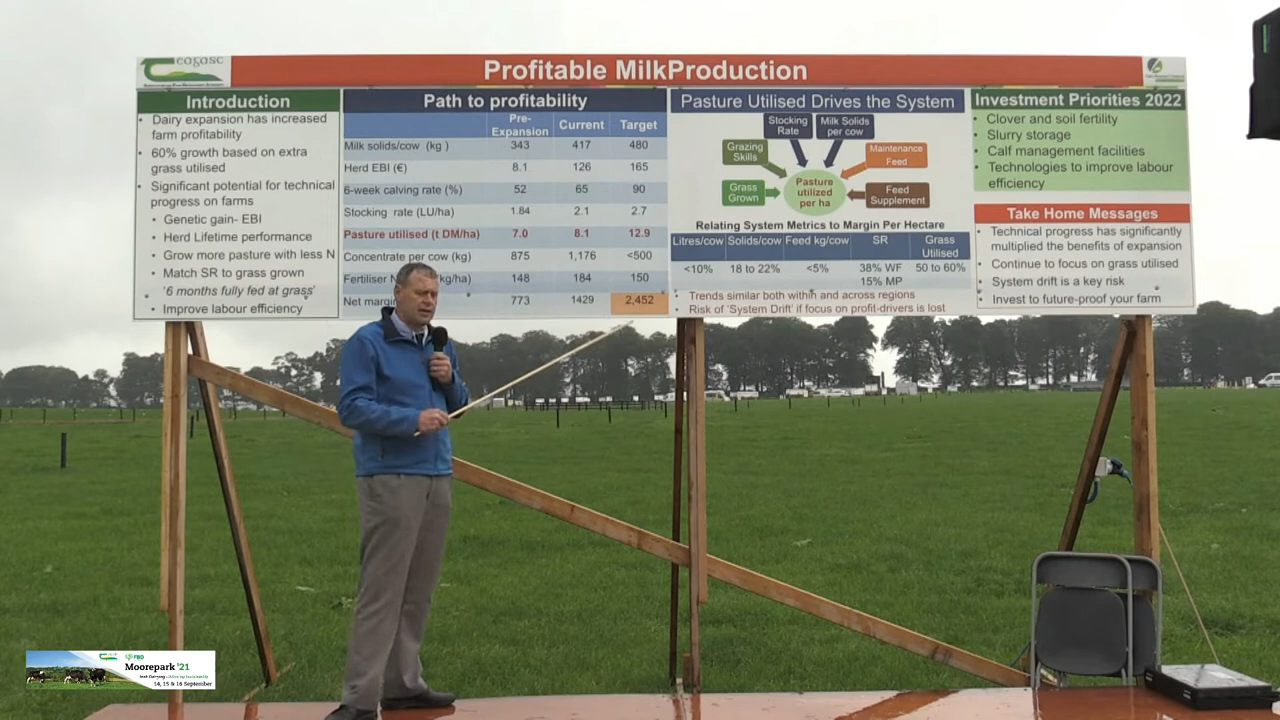 Profitable MilkProduction
eagasc
Introduction
• Dairy expansion has increased
farm profitability
• 60% growth based on extra
grass utilised
• Significant potential for technical
progress on farms
• Genetic gain- EBI
• Herd Lifetime performance
• Grow more pasture with less N
• Match SR to grass grown
• '6 months fully fed at grass'
• Improve labour efficiency
Path to profitability
Pre-
Expansion Current Target
Milk solids/cow (kg ) 343 417 480
Herd EBI (€) 8.1 126 165
6-week calving rate (%) 52 65 90
Stocking rate (LU/ha) 1.84 2.1 2.7
Pasture utilised (t DM/ha) 7.0 8.1 12.9
Concentrate per cow (kg) 875 1,176 <500
Fertiliser N kg/ha) 148 184 150
Net margin 773 1429 2,452
Pasture Utilised Drives the System
Stocking
Rate
Milk Solids
per cow
Grazing
Skills
Maintenance
Feed
Grass
Grown
Pasture
utilized
per ha
Feed
Supplement
Relating System Metrics to Margin Per Hectare
Litres/cow Solids/cow Feed kg/cow SR Grass
Utilised
<10% 18 to 22% <5% 38% WF 50 to 60%
15% MP
• Trends similar both within and across regions
• Risk of 'System Drift' if focus on profit-drivers is lost
Investment Priorities 2022
• Clover and soil fertility
• Slurry storage
• Calf management facilities
• Technologies to improve labour
efficiency
Take Home Messages
• Technical progress has significantly
multiplied the benefits of expansion
• Continue to focus on grass utilised
• System drift is a key risk
• Invest to future-proof your farm
Moorepark '21
14, 15 & 16 September